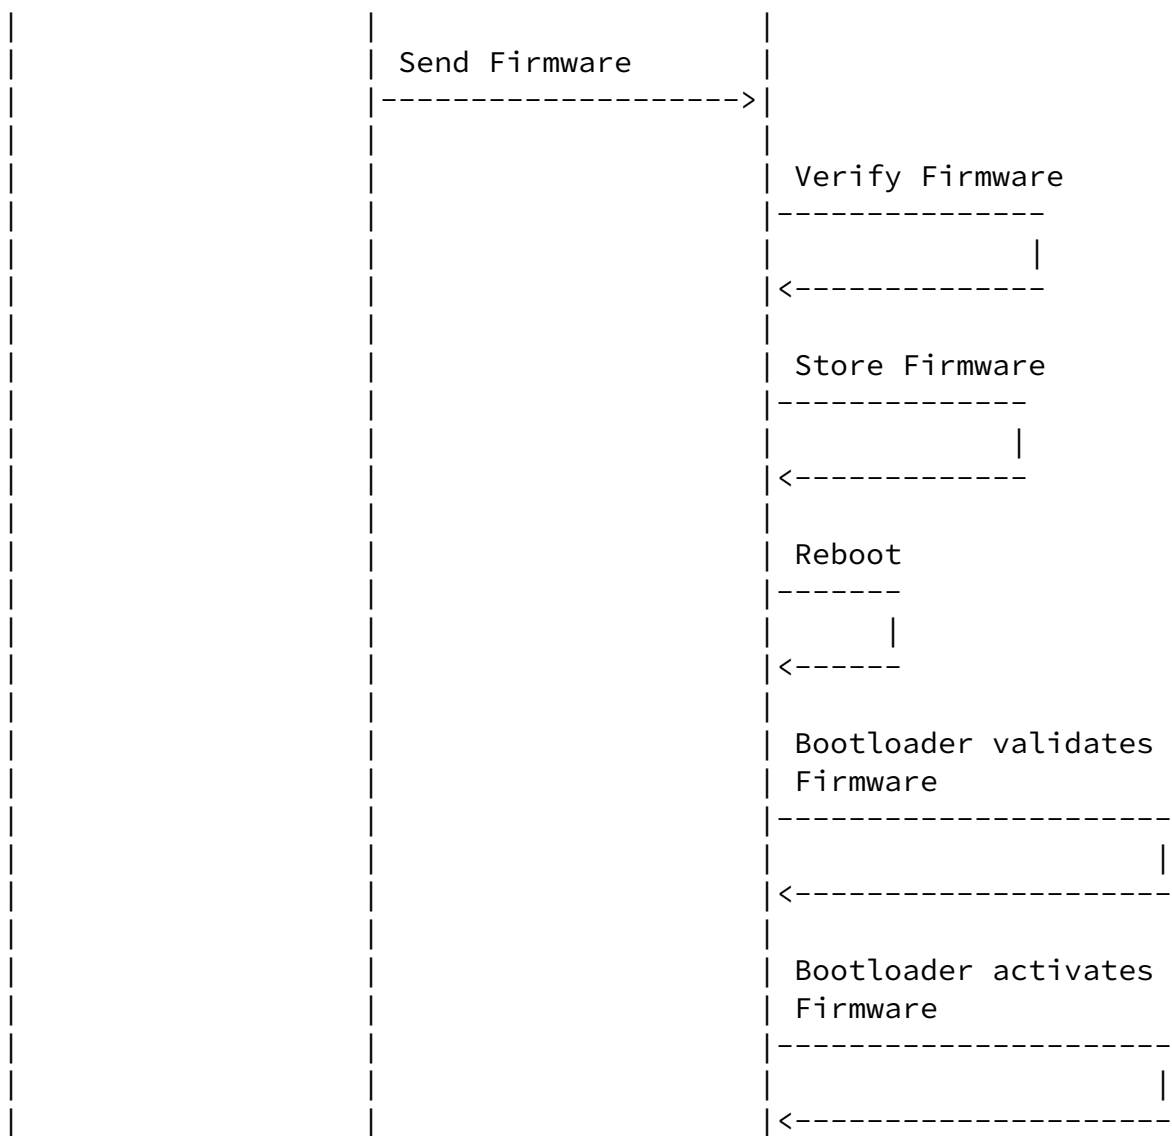 Send Firmware
Verify Firmware
Store Firmware
Reboot
Bootloader validates
Firmware
Bootloader activates
Firmware